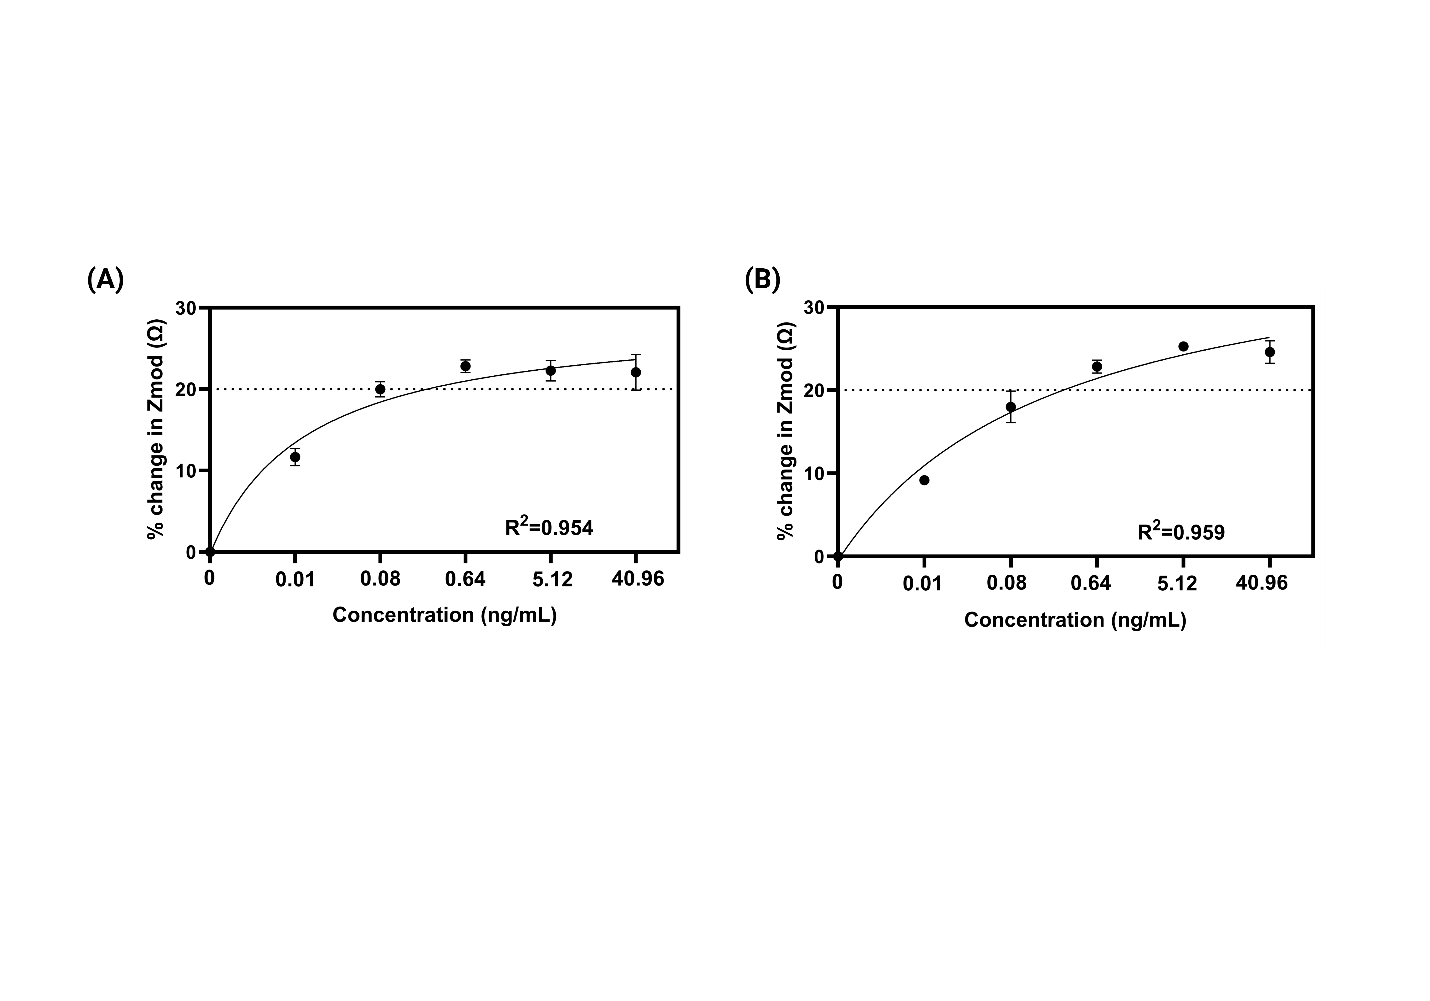 (A)
30
20
10
0
% change in Zmod (Ω)
R²=0.954
0 0.01 0.08 0.64 5.12 40.96
Concentration (ng/mL)
(B)
30
20
10
0
% change in Zmod (Ω)
R²=0.959
0 0.01 0.08 0.64 5.12 40.96
Concentration (ng/mL)